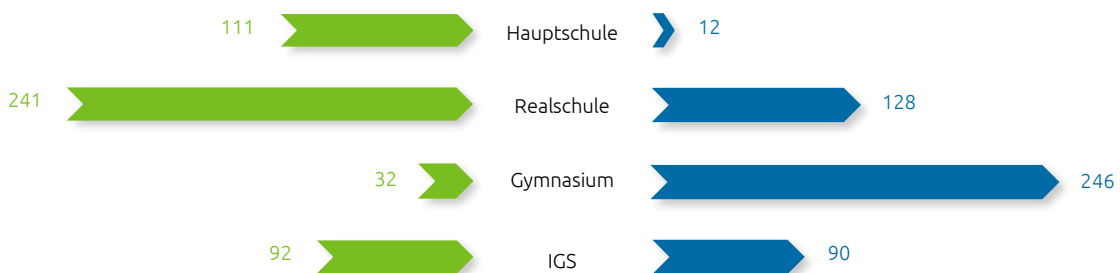 111 Hauptschule 12
241 Realschule 128
32 Gymnasium 246
92 IGS 90